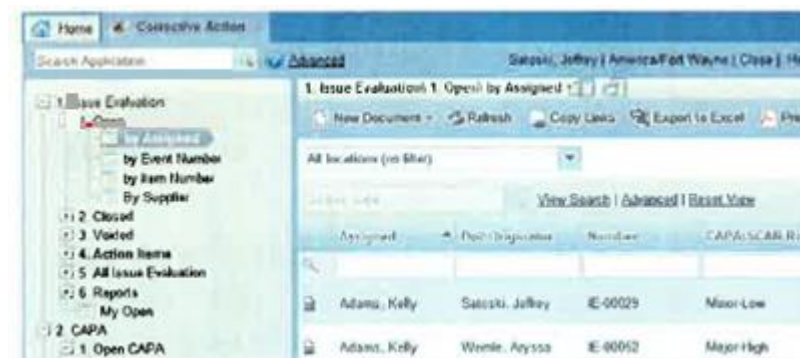 Home Corrective Action
Search Application Advanced Satoski, Jeffrey | America/Fort Wayne | Close |
1. Issue Evaluation\ 1. Open\ by Assigned
New Document Refresh Copy Links Export to Excel
All locations (no filter)
View Search | Advanced | Reset View
Assigned Number CAPA/SCAR
Adams, Kelly Satoski, Jeffrey IE-00029 Minor-Low
Adams, Kelly Aryssa IE-00052 Major-High
1. Issue Evaluation
1. Open
by Assigned
by Event Number
by Item Number
By Supplier
2 Closed
3 Voided
4. Action Items
5 All Issue Evaluation
6 Reports
My Open
2. CAPA
1. Open CAPA